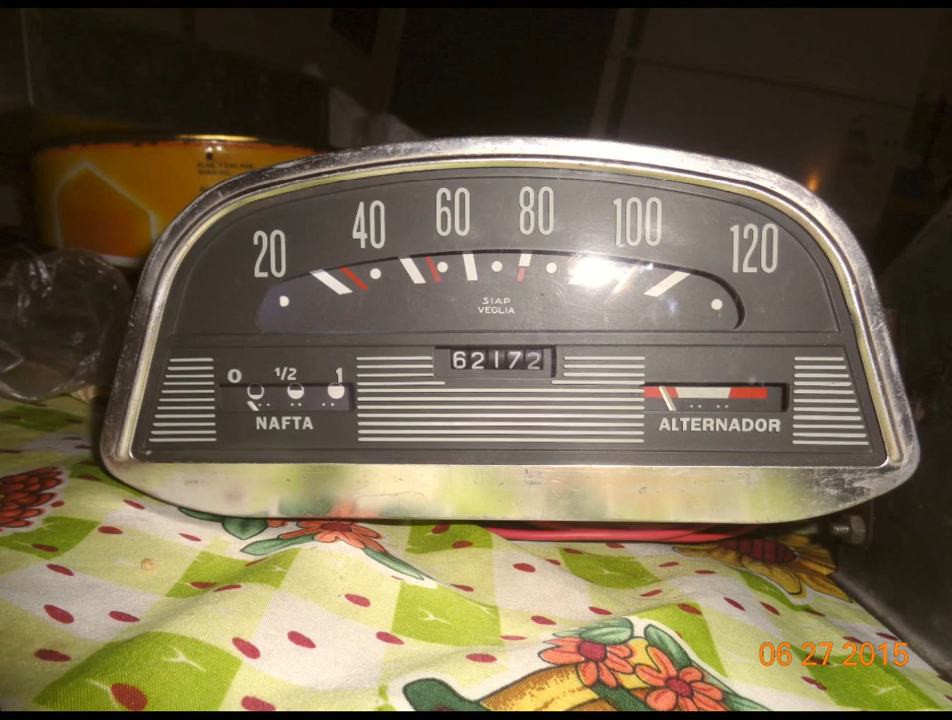 20 40 60 80 100 120
SIAP
VEGLIA
62172
0 1/2 1
NAFTA
ALTERNADOR
06 27 2015